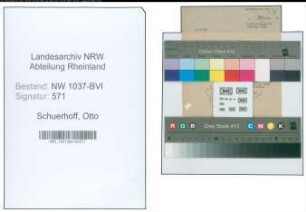 Landesarchiv NRW
Abteilung Rheinland
Bestand: NW 1037-BVI
Signatur: 571
Schuerhoff, Otto
Colour Chart #13
R G B Grey Scale #13 C M Y K